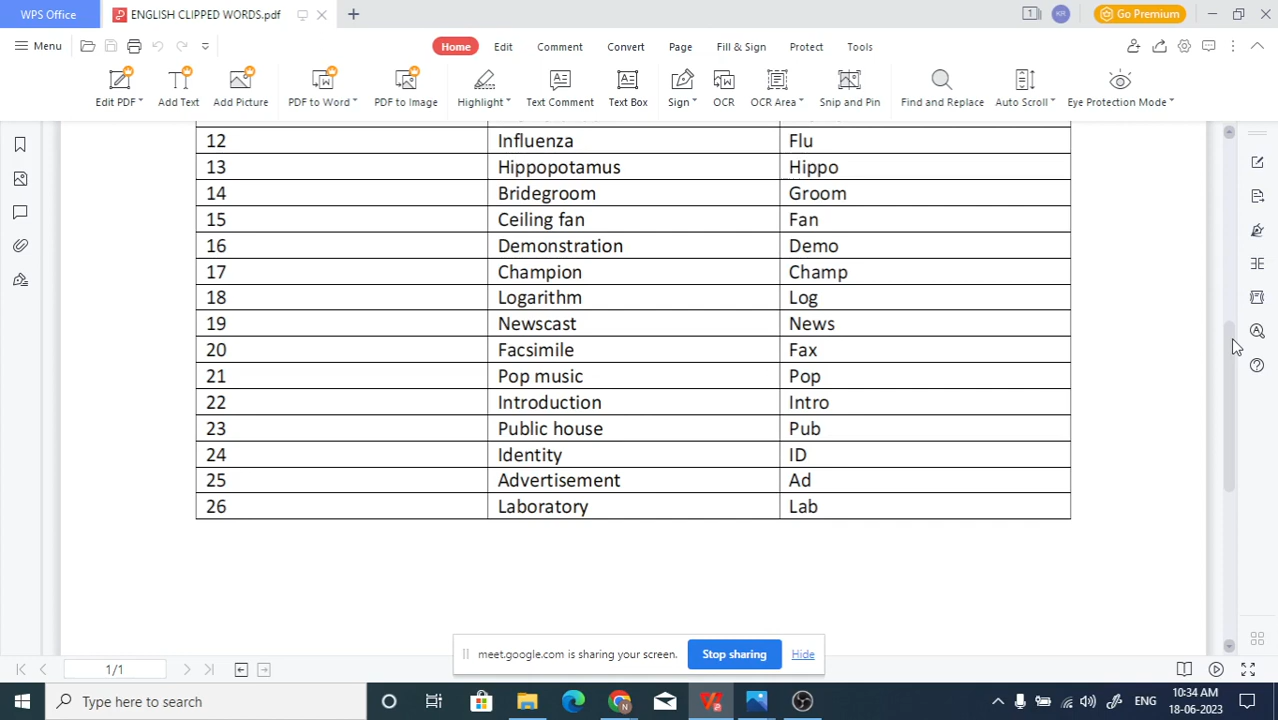 WPS Office
ENGLISH CLIPPED WORDS.pdf
1
KR
Go Premium
Menu
Home
Edit
Comment
Convert
Page
Fill & Sign
Protect
Tools
Edit PDF
Add Text
Add Picture
PDF to Word
PDF to Image
Highlight
Text Comment
Text Box
Sign
OCR
OCR Area
Snip and Pin
Find and Replace
Auto Scroll
Eye Protection Mode
12 Influenza Flu
13 Hippopotamus Hippo
14 Bridegroom Groom
15 Ceiling fan Fan
16 Demonstration Demo
17 Champion Champ
18 Logarithm Log
19 Newscast News
20 Facsimile Fax
21 Pop music Pop
22 Introduction Intro
23 Public house Pub
24 Identity ID
25 Advertisement Ad
26 Laboratory Lab
meet.google.com is sharing your screen.
Stop sharing
Hide
1/1
Type here to search
ENG
10:34 AM
18-06-2023